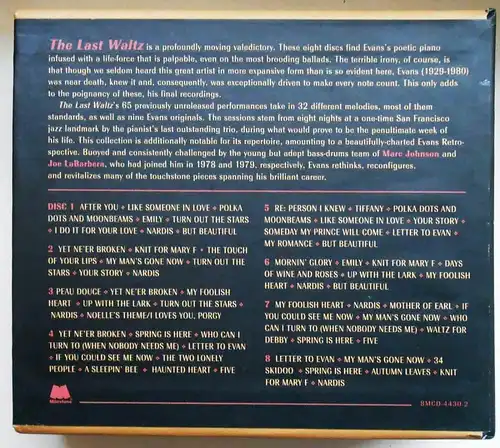 The Last Waltz is a profoundly moving valedictory. These eight discs find Evans's poetic piano
infused with a life-force that is palpable, even on the most brooding ballads. The terrible irony, of course, is
that though we seldom heard this great artist in more expansive form than is so evident here, Evans (1929-1980)
was near death, knew it and, consequently, was exceptionally driven to make every note count. This only adds
to the poignancy of these, his final recordings.
The Last Waltz's 65 previously unreleased performances take in 32 different melodies, most of them
standards, as well as nine Evans originals. The sessions stem from eight nights at a one-time San Francisco
jazz landmark by the pianist's last outstanding trio, during what would prove to be the penultimate week of
his life. This collection is additionally notable for its repertoire, amounting to a beautifully-charted Evans Retro-
spective. Buoyed and consistently challenged by the young but adept bass-drums team of Marc Johnson and
Joe LaBarbera, who had joined him in 1978 and 1979, respectively, Evans rethinks, reconfigures,
and revitalizes many of the touchstone pieces spanning his brilliant career.
DISC 1 AFTER YOU • LIKE SOMEONE IN LOVE • POLKA
DOTS AND MOONBEAMS • EMILY • TURN OUT THE STARS
• I DO IT FOR YOUR LOVE • NARDIS • BUT BEAUTIFUL
2 YET NE'ER BROKEN • KNIT FOR MARY F • THE TOUCH
OF YOUR LIPS • MY MAN'S GONE NOW • TURN OUT THE
STARS • YOUR STORY • NARDIS
3 PEAU DOUCE • YET NE'ER BROKEN • MY FOOLISH
HEART • UP WITH THE LARK • TURN OUT THE STARS
• NARDIS • NOELLE'S THEME/I LOVES YOU, PORGY
4 YET NE'ER BROKEN • SPRING IS HERE • WHO CAN I
TURN TO (WHEN NOBODY NEEDS ME) • LETTER TO EVAN
• IF YOU COULD SEE ME NOW • THE TWO LONELY
PEOPLE • A SLEEPIN' BEE • HAUNTED HEART • FIVE
5 RE: PERSON I KNEW • TIFFANY • POLKA DOTS AND
MOONBEAMS • LIKE SOMEONE IN LOVE • YOUR STORY •
SOMEDAY MY PRINCE WILL COME • LETTER TO EVAN •
MY ROMANCE • BUT BEAUTIFUL
6 MORNIN' GLORY • EMILY • KNIT FOR MARY F • DAYS
OF WINE AND ROSES • UP WITH THE LARK • MY FOOLISH
HEART • NARDIS • BUT BEAUTIFUL
7 MY FOOLISH HEART • NARDIS • MOTHER OF EARL • IF
YOU COULD SEE ME NOW • MY MAN'S GONE NOW • WHO
CAN I TURN TO (WHEN NOBODY NEEDS ME) • WALTZ FOR
DEBBY • SPRING IS HERE • FIVE
8 LETTER TO EVAN • MY MAN'S GONE NOW • 34
SKIDOO • SPRING IS HERE • AUTUMN LEAVES • KNIT
FOR MARY F • NARDIS
Milestone
8MCD-4430-2